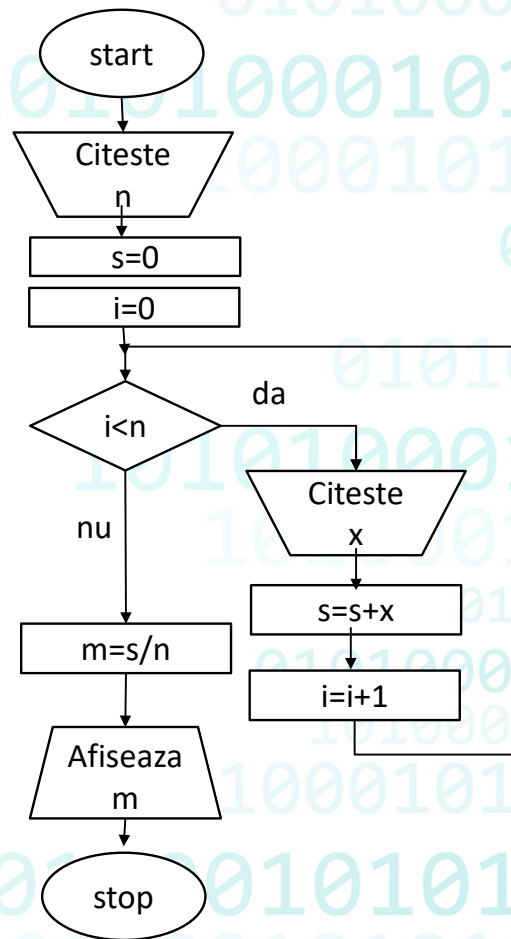 start
Citeste
n
s=0
i=0
i<n
da
nu
Citeste
x
s=s+x
i=i+1
m=s/n
Afiseaza
m
stop